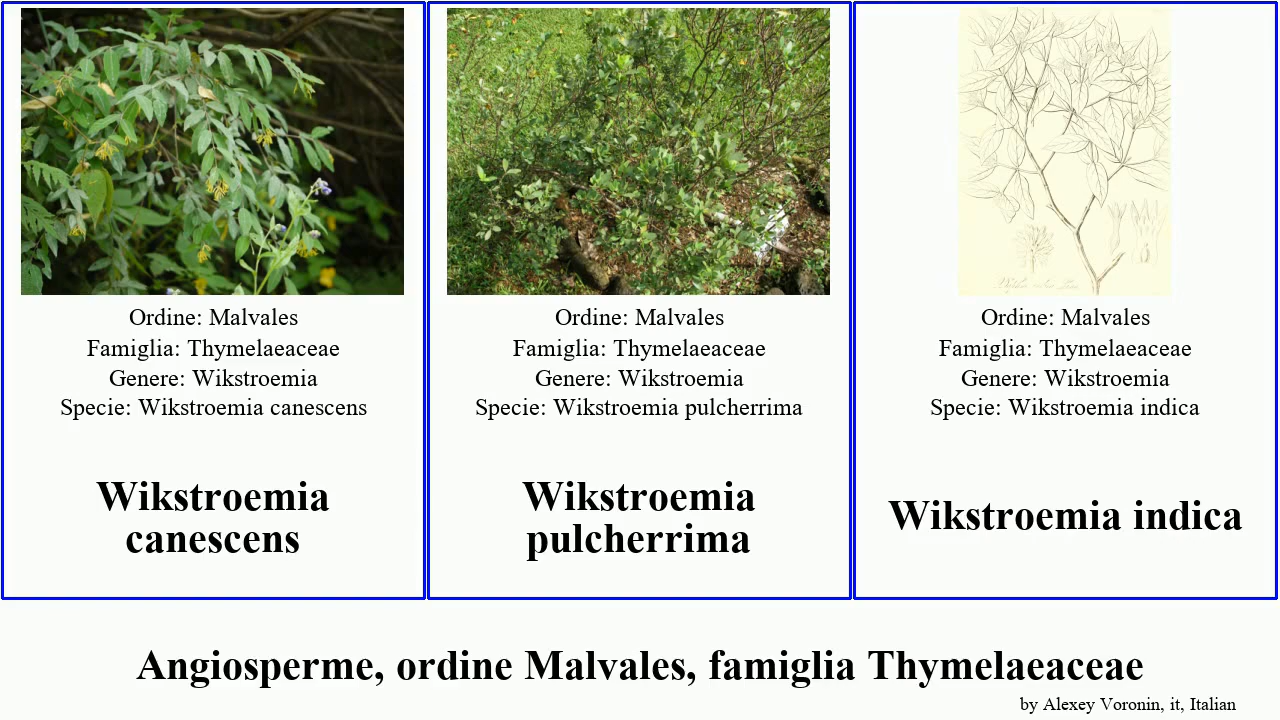 Ordine: Malvales
Famiglia: Thymelaeaceae
Genere: Wikstroemia
Specie: Wikstroemia canescens
Wikstroemia
canescens
Ordine: Malvales
Famiglia: Thymelaeaceae
Genere: Wikstroemia
Specie: Wikstroemia pulcherrima
Wikstroemia
pulcherrima
Ordine: Malvales
Famiglia: Thymelaeaceae
Genere: Wikstroemia
Specie: Wikstroemia indica
Wikstroemia indica
Angiosperme, ordine Malvales, famiglia Thymelaeaceae
by Alexey Voronin, it, Italian